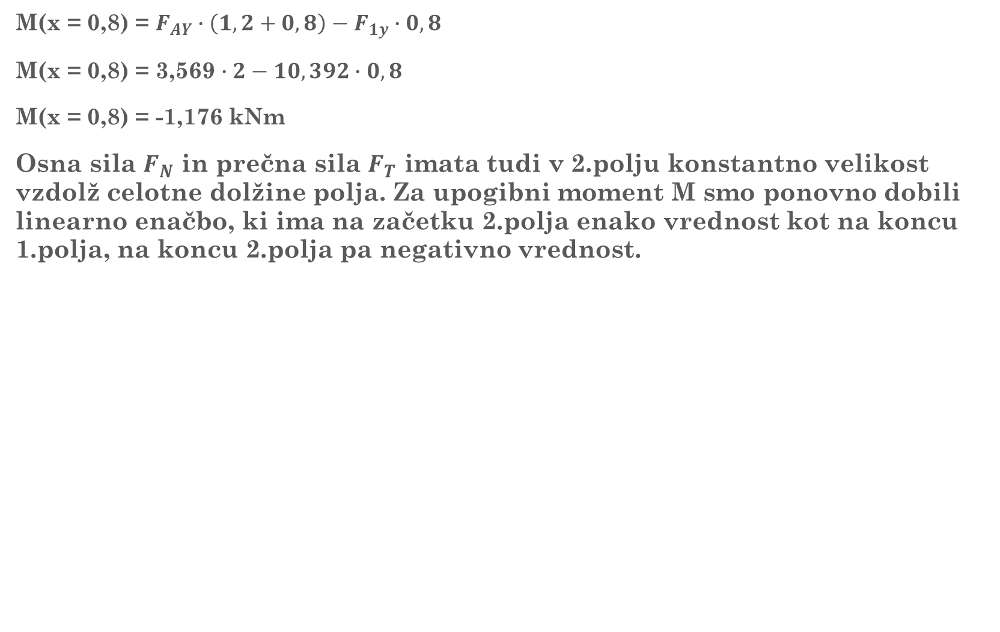 M(x = 0,8) = F_AY · (1,2 + 0,8) − F_1y · 0,8
M(x = 0,8) = 3,569 · 2 − 10,392 · 0,8
M(x = 0,8) = -1,176 kNm
Osna sila F_N in prečna sila F_T imata tudi v 2.polju konstantno velikost
vzdolž celotne dolžine polja. Za upogibni moment M smo ponovno dobili
linearno enačbo, ki ima na začetku 2.polja enako vrednost kot na koncu
1.polja, na koncu 2.polja pa negativno vrednost.